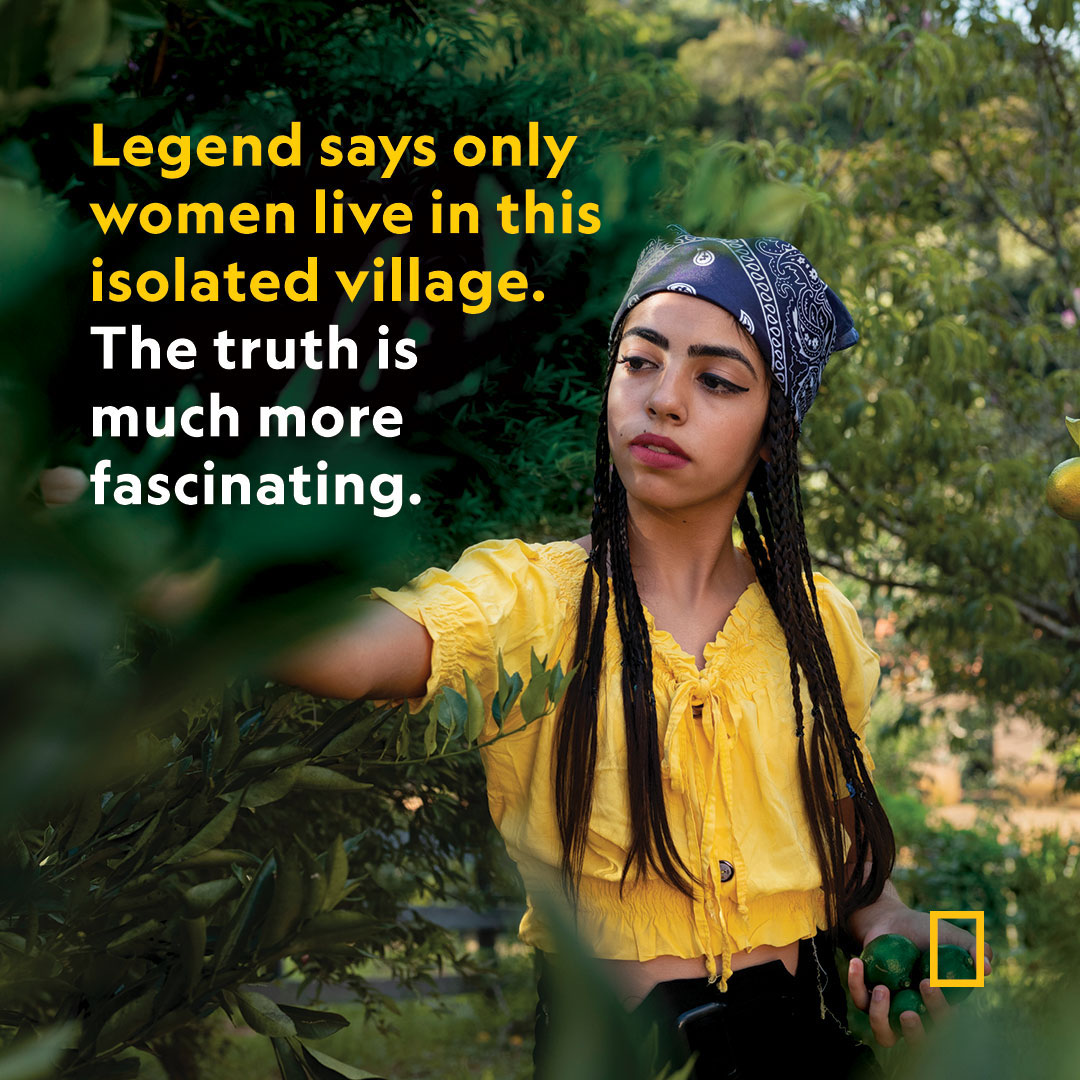 Legend says only
women live in this
isolated village.
The truth is
much more
fascinating.